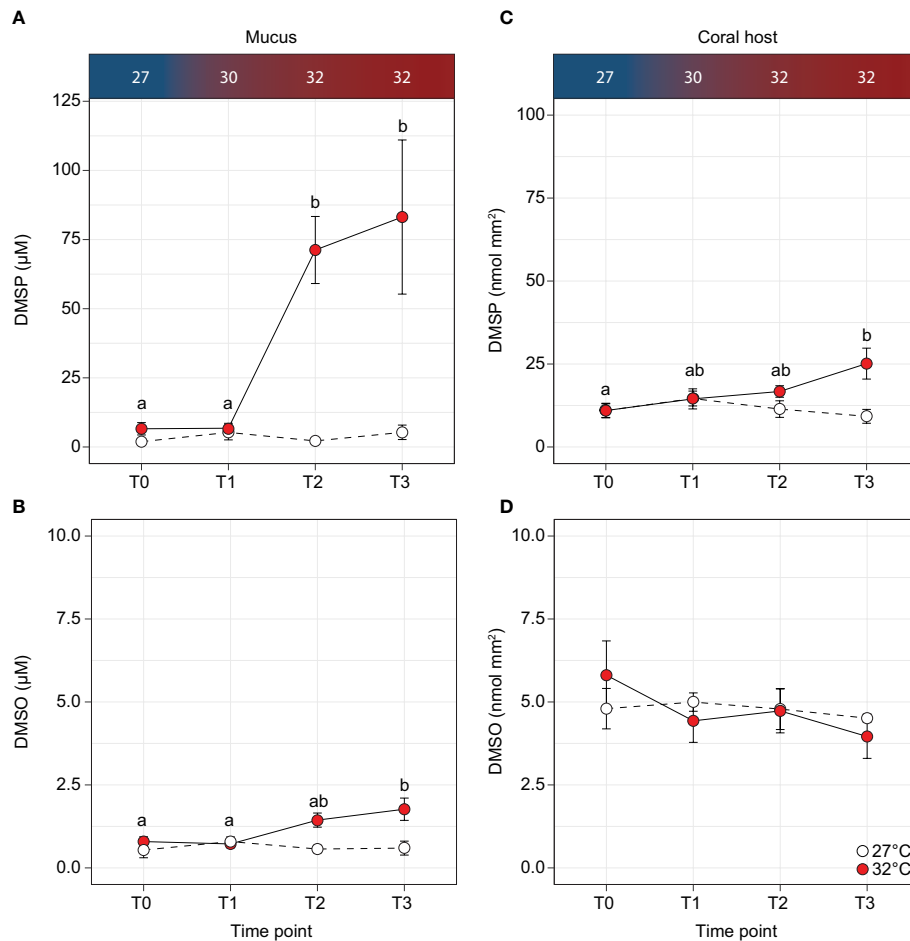 A
Mucus
27 30 32 32
125
100
75
50
25
0
DMSP (µM)
a a b b
T0 T1 T2 T3
C
Coral host
27 30 32 32
100
75
50
25
0
DMSP (nmol mm²)
a ab ab b
T0 T1 T2 T3
B
10.0
7.5
5.0
2.5
0.0
DMSO (µM)
a a ab b
T0 T1 T2 T3
Time point
D
10.0
7.5
5.0
2.5
0.0
DMSO (nmol mm²)
27°C
32°C
T0 T1 T2 T3
Time point